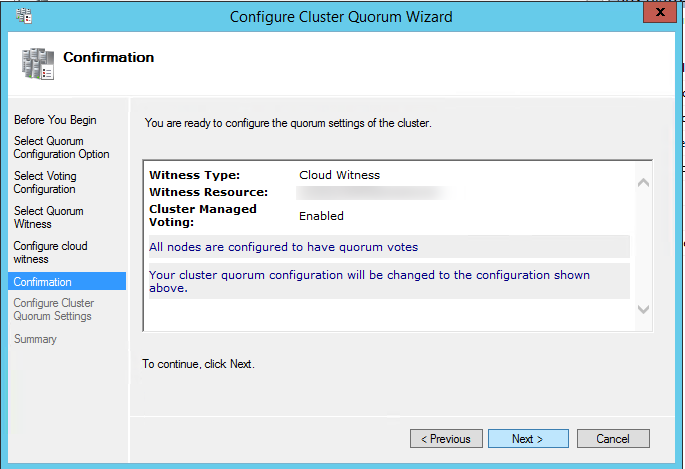 Configure Cluster Quorum Wizard
x
Confirmation
Before You Begin
Select Quorum
Configuration Option
Select Voting
Configuration
Select Quorum
Witness
Configure cloud
witness
Confirmation
Configure Cluster
Quorum Settings
Summary
You are ready to configure the quorum settings of the cluster.
Witness Type: Cloud Witness
Witness Resource:
Cluster Managed
Voting: Enabled
All nodes are configured to have quorum votes
Your cluster quorum configuration will be changed to the configuration shown
above.
To continue, click Next.
< Previous
Next >
Cancel